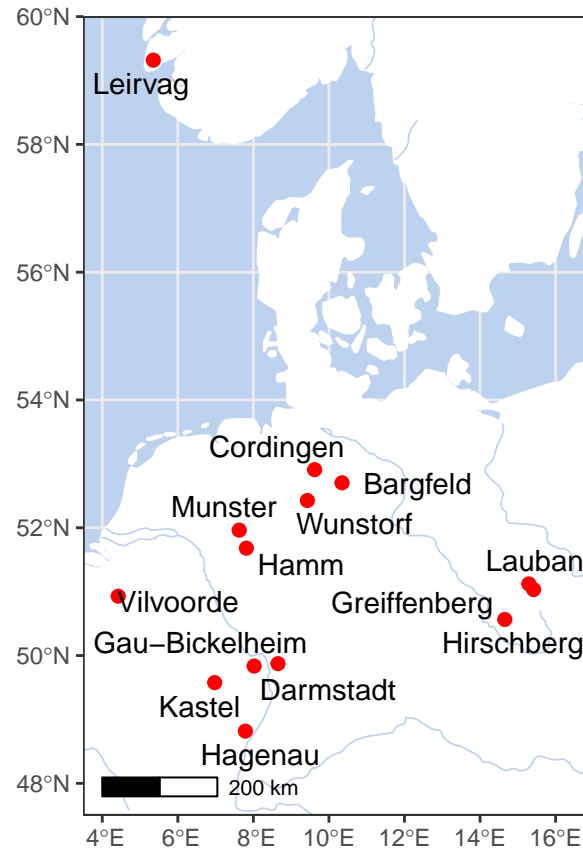 60°N
Leirvag
58°N
56°N
54°N
Cordingen
Bargfeld
Munster
Wunstorf
52°N
Hamm
Lauban
Vilvoorde
Greiffenberg
Gau−Bickelheim
Hirschberg
50°N
Darmstadt
Kastel
Hagenau
48°N
200 km
4°E 6°E 8°E 10°E 12°E 14°E 16°E